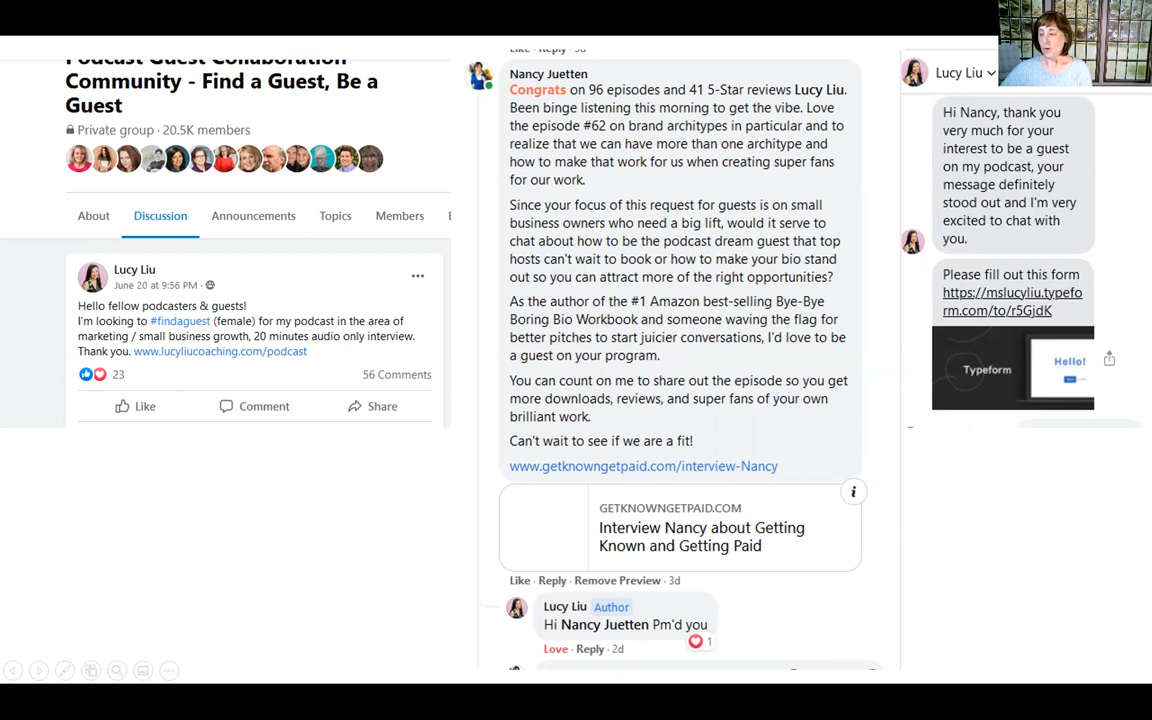 Podcast Guest Collaboration
Community - Find a Guest, Be a
Guest
Private group · 20.5K members
About
Discussion
Announcements
Topics
Members
E
Lucy Liu
June 20 at 9:56 PM ·
Hello fellow podcasters & guests!
I'm looking to #findaguest (female) for my podcast in the area of
marketing / small business growth, 20 minutes audio only interview.
Thank you. www.lucyliucoaching.com/podcast
23
56 Comments
Like
Comment
Share
Like · Reply · 3d
Nancy Juetten
Congrats on 96 episodes and 41 5-Star reviews Lucy Liu.
Been binge listening this morning to get the vibe. Love
the episode #62 on brand architypes in particular and to
realize that we can have more than one architype and
how to make that work for us when creating super fans
for our work.
Since your focus of this request for guests is on small
business owners who need a big lift, would it serve to
chat about how to be the podcast dream guest that top
hosts can't wait to book or how to make your bio stand
out so you can attract more of the right opportunities?
As the author of the #1 Amazon best-selling Bye-Bye
Boring Bio Workbook and someone waving the flag for
better pitches to start juicier conversations, I'd love to be
a guest on your program.
You can count on me to share out the episode so you get
more downloads, reviews, and super fans of your own
brilliant work.
Can't wait to see if we are a fit!
www.getknowngetpaid.com/interview-Nancy
GETKNOWNGETPAID.COM
Interview Nancy about Getting
Known and Getting Paid
Like · Reply · Remove Preview · 3d
Lucy Liu Author
Hi Nancy Juetten Pm'd you
1
Love · Reply · 2d
Lucy Liu
Hi Nancy, thank you
very much for your
interest to be a guest
on my podcast, your
message definitely
stood out and I'm very
excited to chat with
you.
Please fill out this form
https://mslucyliu.typefo
rm.com/to/r5GjdK
Typeform
Hello!